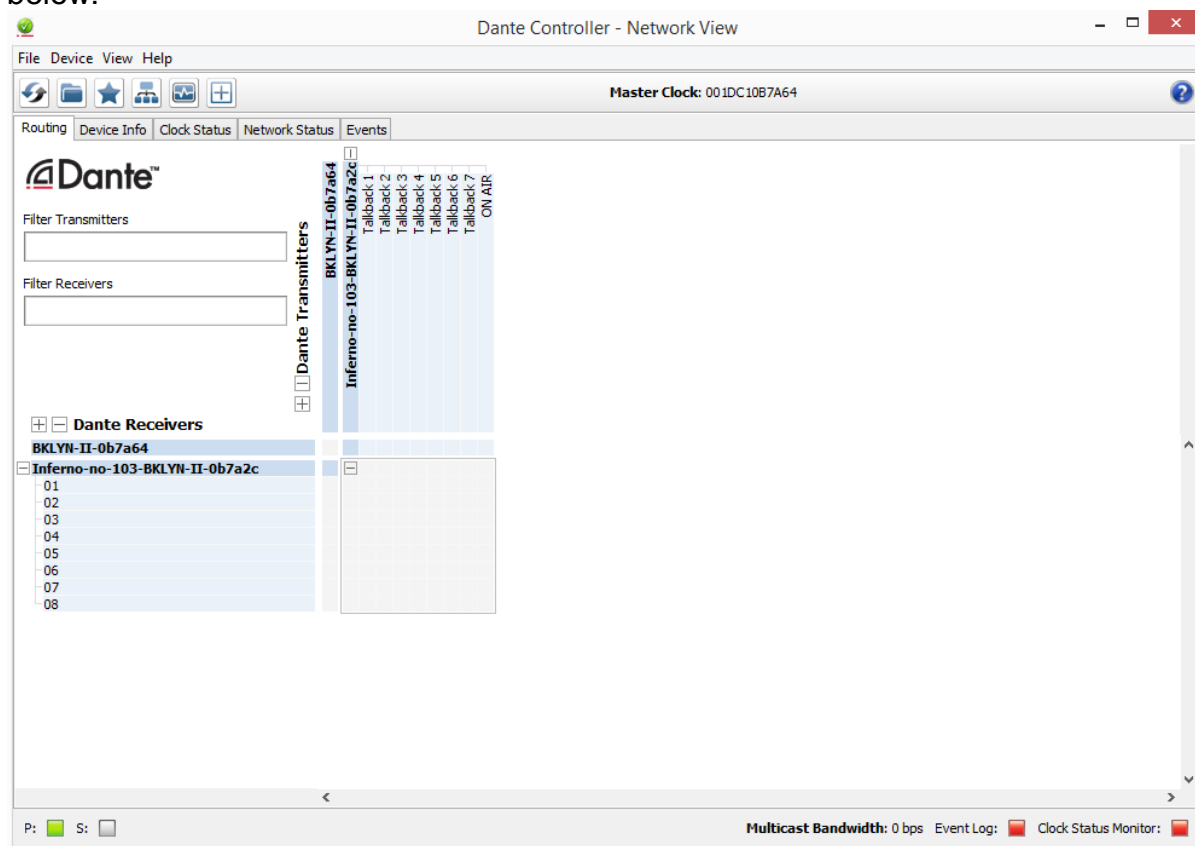 below.
Dante Controller - Network View
File Device View Help
Master Clock: 001DC10B7A64
Routing Device Info Clock Status Network Status Events
Dante™
Filter Transmitters
Filter Receivers
Dante Transmitters
BKLYN-II-0b7a64
Inferno-no-103-BKLYN-II-0b7a2c
Talkback 1
Talkback 2
Talkback 3
Talkback 4
Talkback 5
Talkback 6
Talkback 7
ON AIR
Dante Receivers
BKLYN-II-0b7a64
Inferno-no-103-BKLYN-II-0b7a2c
01
02
03
04
05
06
07
08
P: S: Multicast Bandwidth: 0 bps Event Log: Clock Status Monitor: